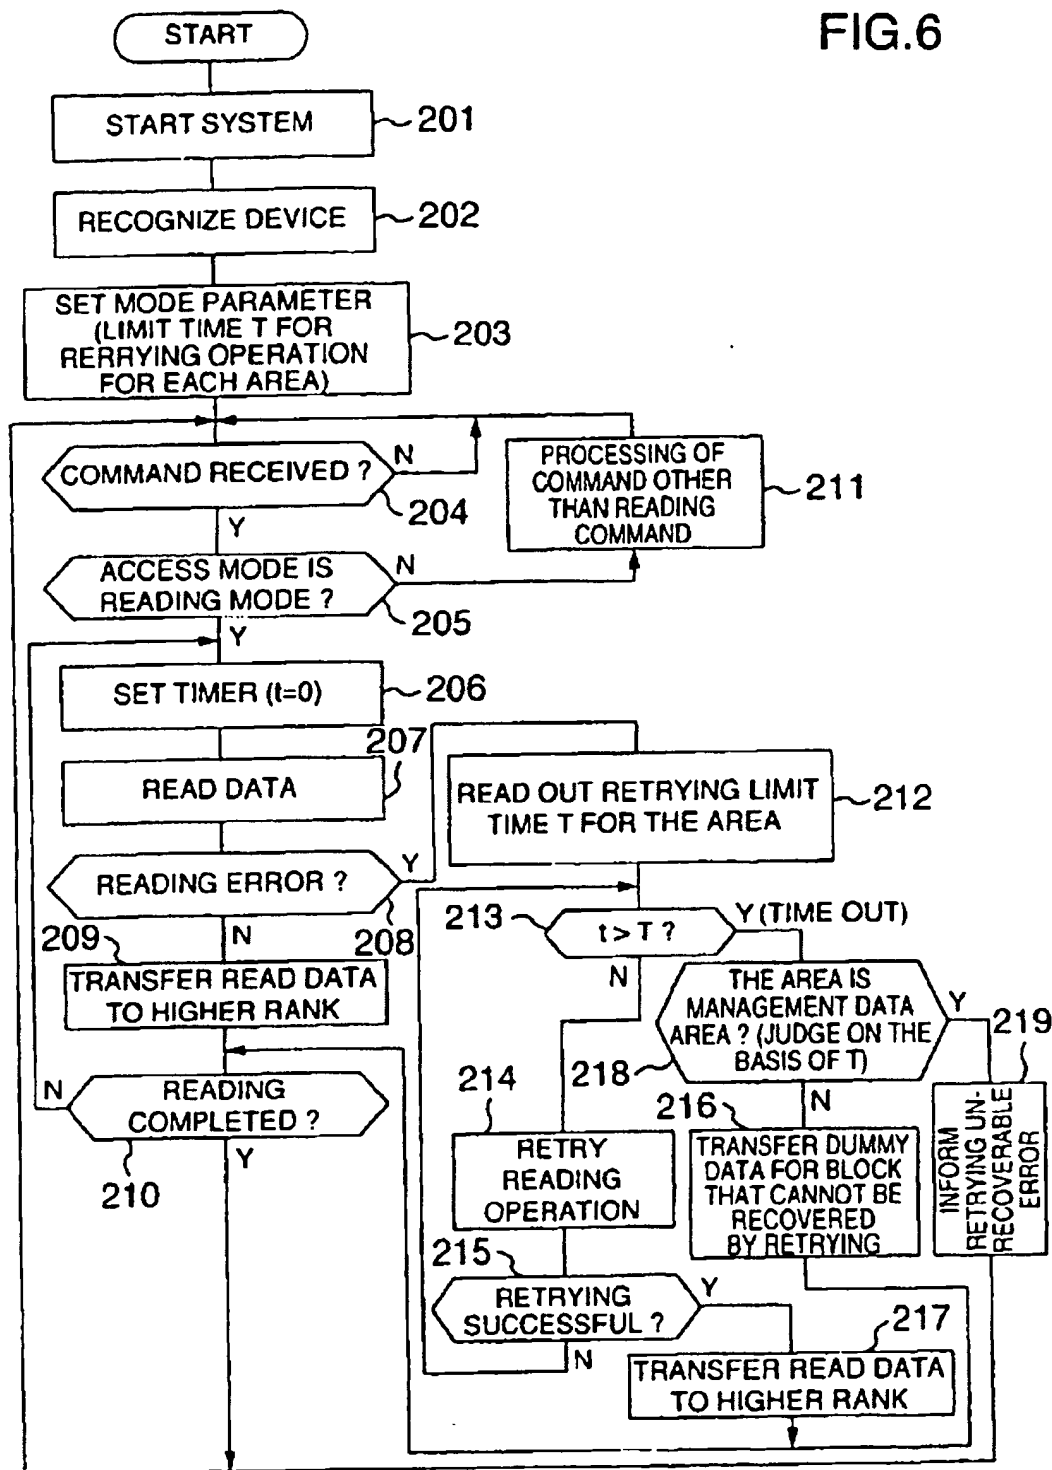 FIG.6
START
START SYSTEM
201
RECOGNIZE DEVICE
202
SET MODE PARAMETER
(LIMIT TIME T FOR
RERRYING OPERATION
FOR EACH AREA)
203
COMMAND RECEIVED ?
N
204
Y
PROCESSING OF
COMMAND OTHER
THAN READING
COMMAND
211
ACCESS MODE IS
READING MODE ?
N
205
Y
SET TIMER (t=0)
206
207
READ DATA
READING ERROR ?
Y
208
N
209
TRANSFER READ DATA
TO HIGHER RANK
N
READING
COMPLETED ?
210
Y
READ OUT RETRYING LIMIT
TIME T FOR THE AREA
212
213
t > T ?
Y (TIME OUT)
N
THE AREA IS
MANAGEMENT DATA
AREA ? (JUDGE ON THE
BASIS OF T)
Y
218
N
219
INFORM
RETRYING UN-
RECOVERABLE
ERROR
214
RETRY
READING
OPERATION
216
TRANSFER DUMMY
DATA FOR BLOCK
THAT CANNOT BE
RECOVERED
BY RETRYING
215
RETRYING
SUCCESSFUL ?
Y
N
217
TRANSFER READ DATA
TO HIGHER RANK